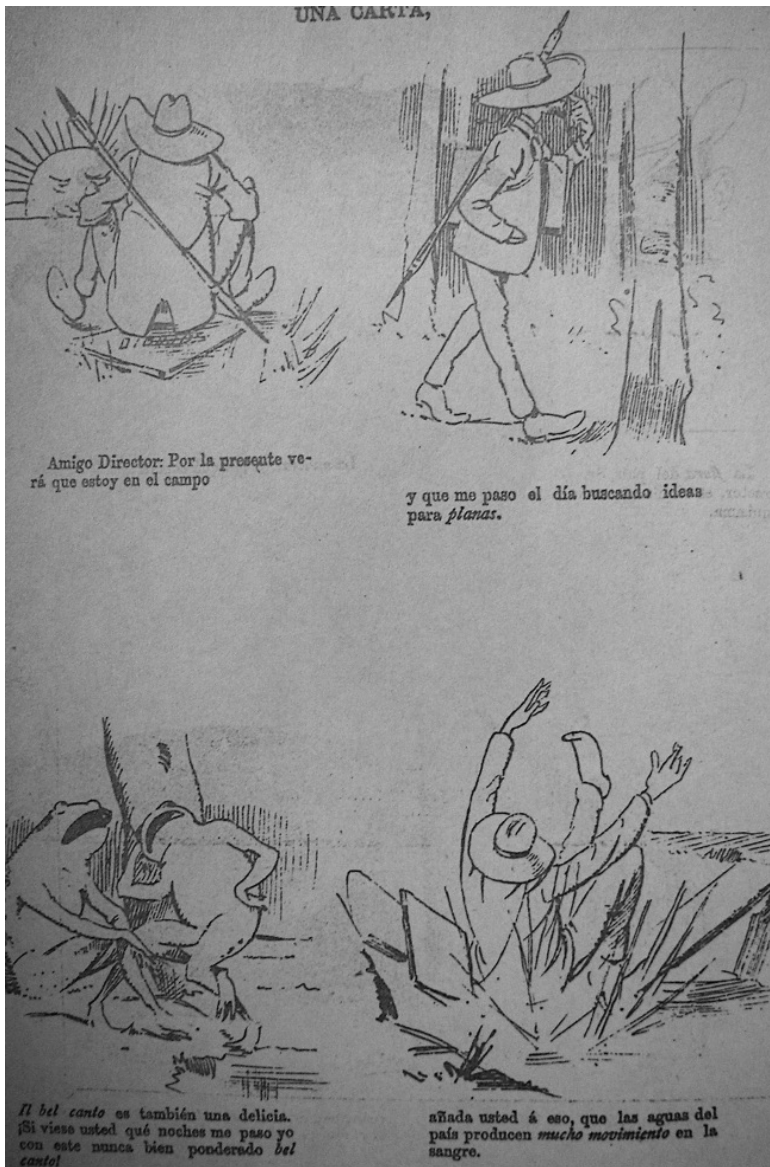 UNA CARTA,
Amigo Director: Por la presente ve-
rá que estoy en el campo
y que me paso el día buscando ideas
para planas.
Il bel canto es también una delicia.
¡Si viese usted qué noches me paso yo
con este nunca bien ponderado bel
canto!
añada usted á eso, que las aguas del
país producen mucho movimiento en la
sangre.